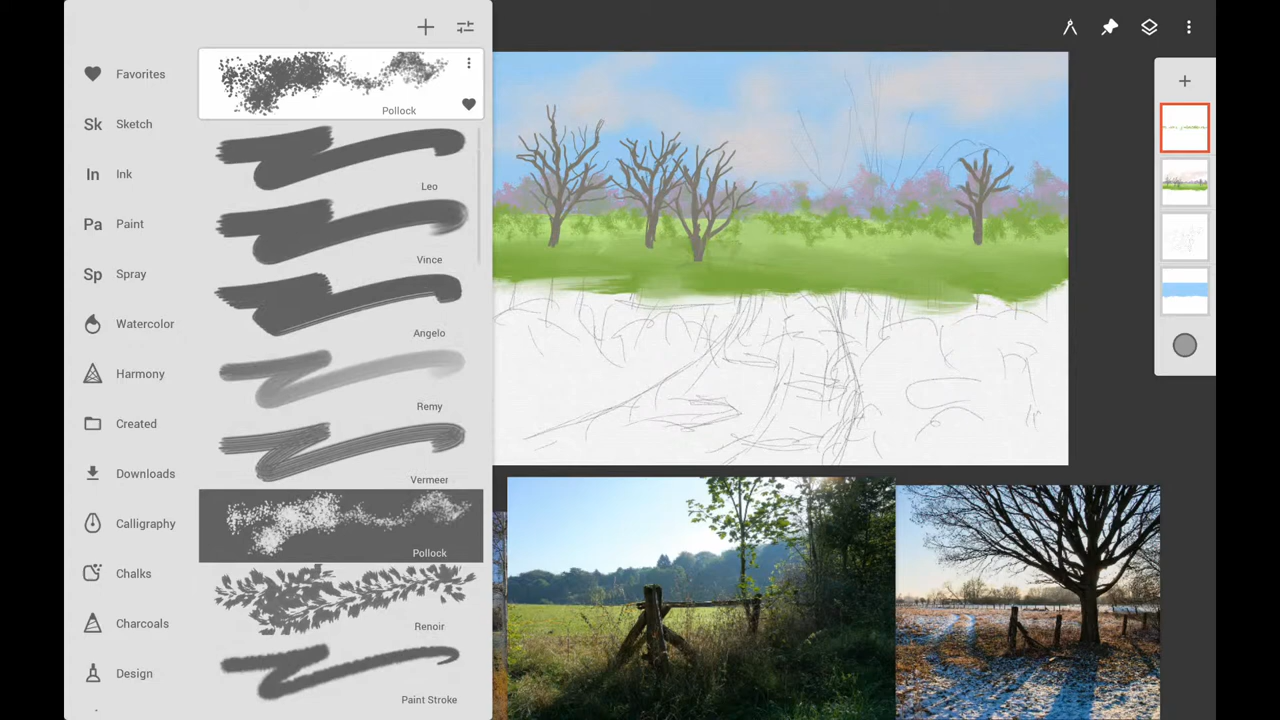 Favorites
Sk Sketch
In Ink
Pa Paint
Sp Spray
Watercolor
Harmony
Created
Downloads
Calligraphy
Chalks
Charcoals
Design
Pollock
Leo
Vince
Angelo
Remy
Vermeer
Pollock
Renoir
Paint Stroke